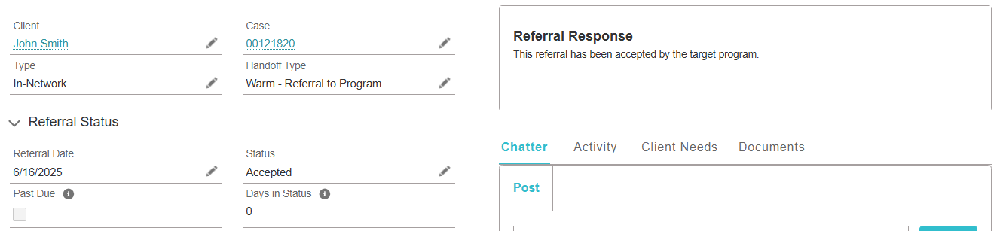 Client
John Smith
Case
00121820
Type
In-Network
Handoff Type
Warm - Referral to Program
Referral Status
Referral Date
6/16/2025
Status
Accepted
Past Due
Days in Status
0
Referral Response
This referral has been accepted by the target program.
Chatter Activity Client Needs Documents
Post